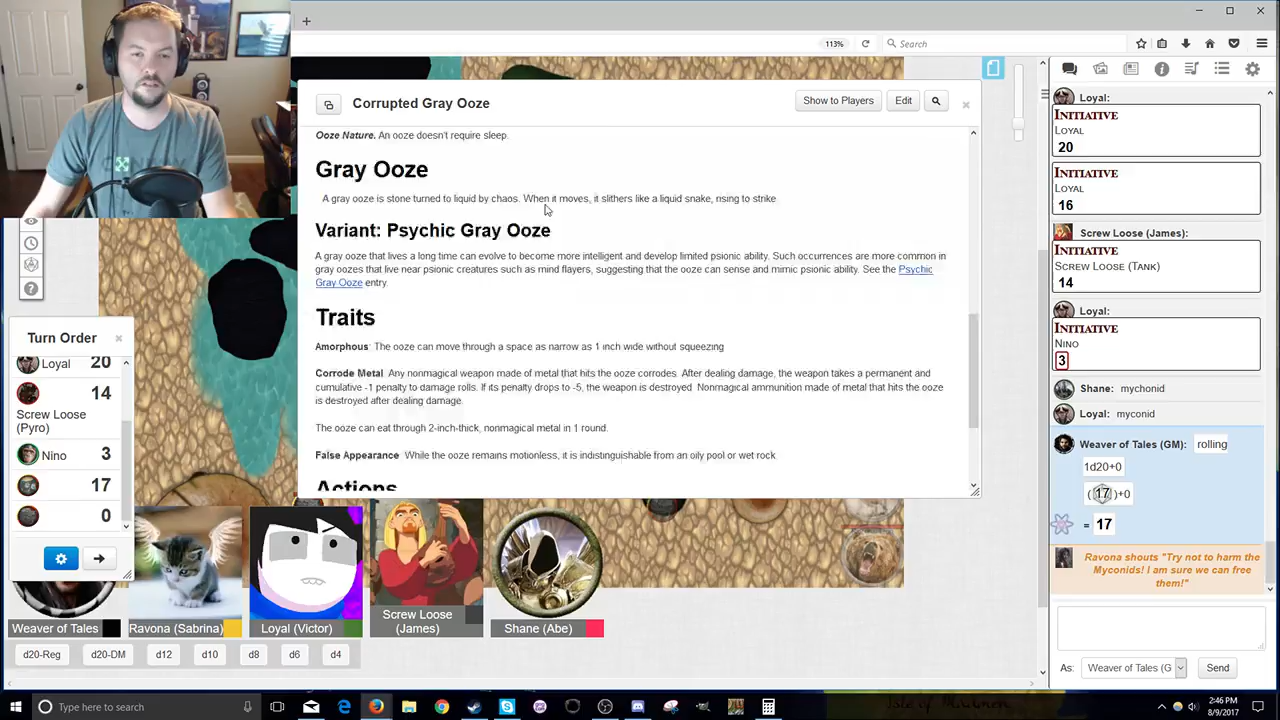 113%
Search
Corrupted Gray Ooze
Show to Players
Edit
Ooze Nature. An ooze doesn't require sleep.
Gray Ooze
A gray ooze is stone turned to liquid by chaos. When it moves, it slithers like a liquid snake, rising to strike
Variant: Psychic Gray Ooze
A gray ooze that lives a long time can evolve to become more intelligent and develop limited psionic ability. Such occurrences are more common in
gray oozes that live near psionic creatures such as mind flayers, suggesting that the ooze can sense and mimic psionic ability. See the Psychic
Gray Ooze entry.
Traits
Amorphous: The ooze can move through a space as narrow as 1 inch wide without squeezing
Corrode Metal: Any nonmagical weapon made of metal that hits the ooze corrodes. After dealing damage, the weapon takes a permanent and
cumulative -1 penalty to damage rolls. If its penalty drops to -5, the weapon is destroyed. Nonmagical ammunition made of metal that hits the ooze
is destroyed after dealing damage.
The ooze can eat through 2-inch-thick, nonmagical metal in 1 round.
False Appearance: While the ooze remains motionless, it is indistinguishable from an oily pool or wet rock
Actions
Turn Order
Loyal 20
14
Screw Loose
(Pyro)
Nino 3
17
0
Weaver of Tales
Ravona (Sabrina)
Loyal (Victor)
Screw Loose
(James)
Shane (Abe)
d20-Reg
d20-DM
d12
d10
d8
d6
d4
Loyal:
INITIATIVE
LOYAL
20
INITIATIVE
LOYAL
16
Screw Loose (James):
INITIATIVE
SCREW LOOSE (TANK)
14
Loyal:
INITIATIVE
NINO
3
Shane: mychonid
Loyal: myconid
Weaver of Tales (GM): rolling
1d20+0
(17)+0
= 17
Ravona shouts "Try not to harm the
Myconids! I am sure we can free
them!"
As: Weaver of Tales (G
Send
Type here to search
2:46 PM
8/9/2017